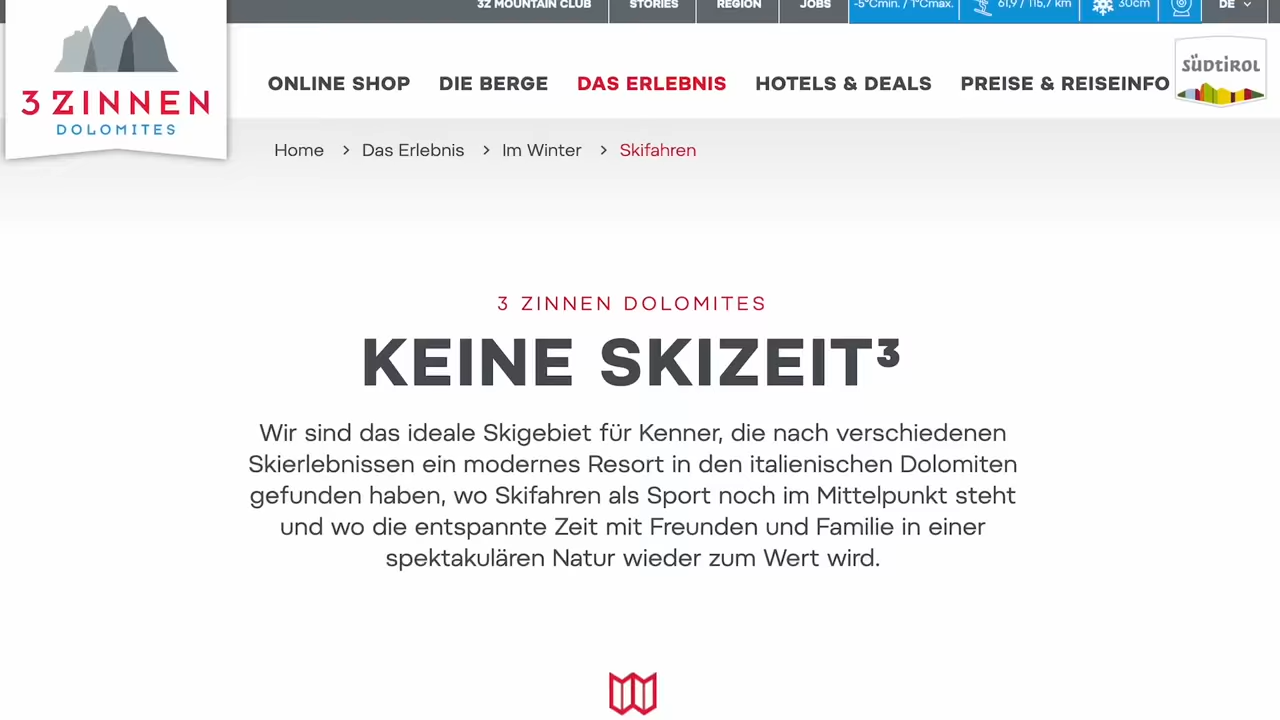 3Z MOUNTAIN CLUB STORIES REGION JOBS -5°Cmin. / 1°Cmax. 61,9 / 115,7 km 30cm DE
3 ZINNEN
DOLOMITES
ONLINE SHOP DIE BERGE DAS ERLEBNIS HOTELS & DEALS PREISE & REISEINFO
SÜDTIROL
Home > Das Erlebnis > Im Winter > Skifahren
3 ZINNEN DOLOMITES
KEINE SKIZEIT³
Wir sind das ideale Skigebiet für Kenner, die nach verschiedenen
Skierlebnissen ein modernes Resort in den italienischen Dolomiten
gefunden haben, wo Skifahren als Sport noch im Mittelpunkt steht
und wo die entspannte Zeit mit Freunden und Familie in einer
spektakulären Natur wieder zum Wert wird.